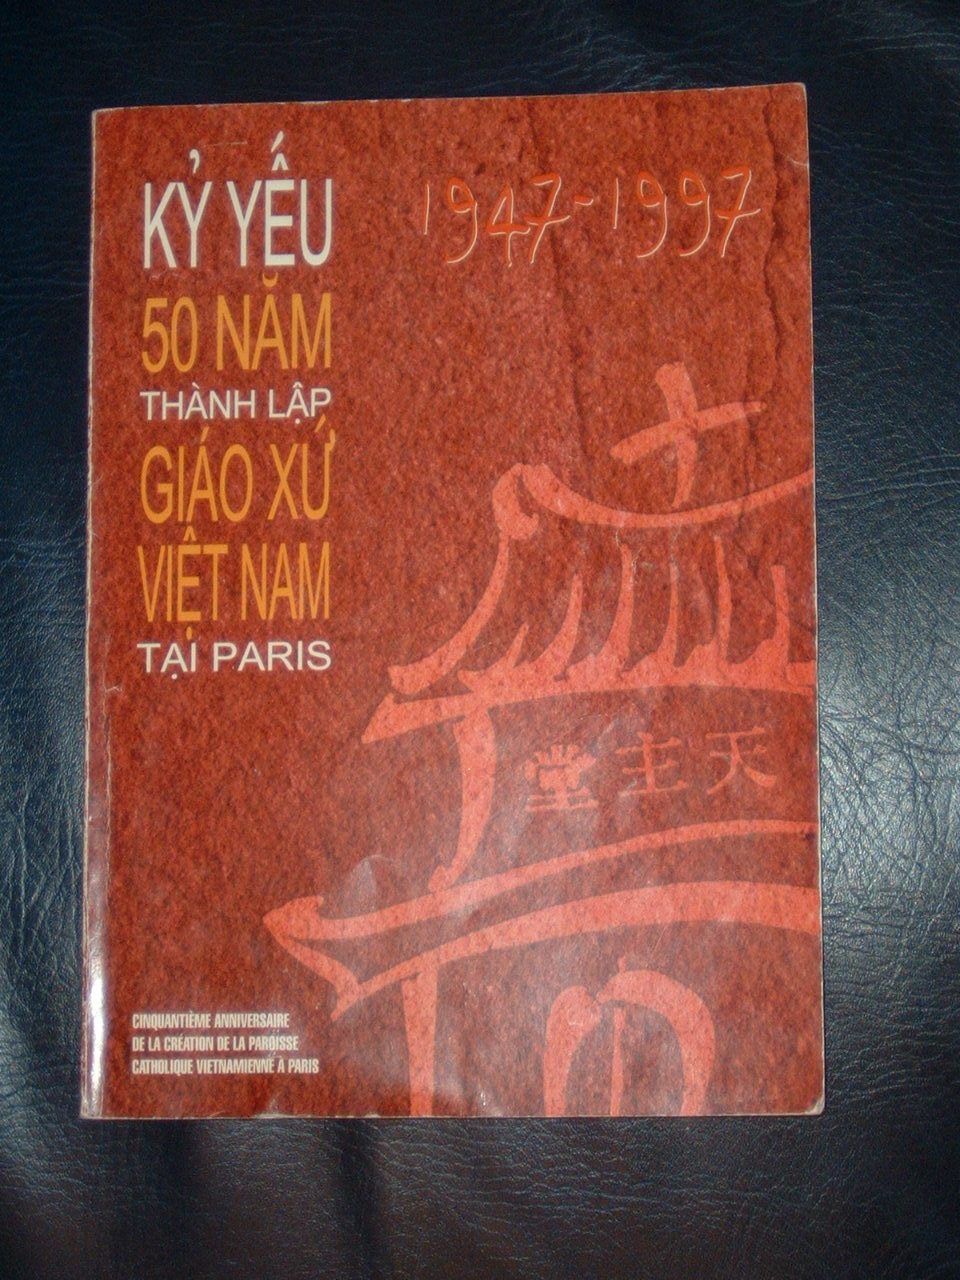 KỶ YẾU
1947-1997
50 NĂM
THÀNH LẬP
GIÁO XỨ
VIỆT NAM
TẠI PARIS
堂主天
CINQUANTIÈME ANNIVERSAIRE
DE LA CRÉATION DE LA PAROISSE
CATHOLIQUE VIETNAMIENNE À PARIS